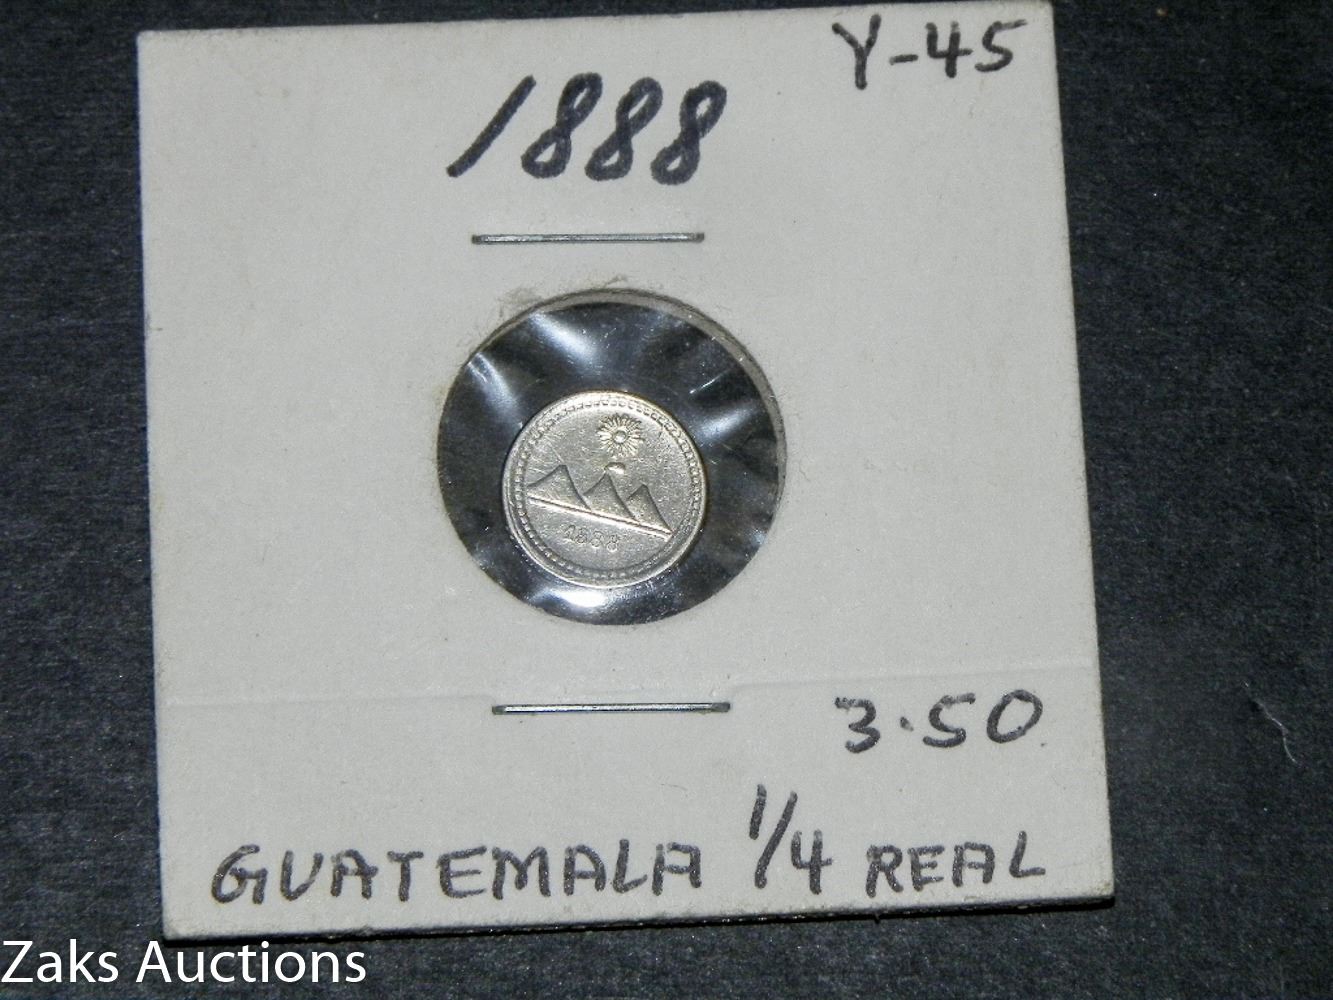 Y-45
1888
1888
3.50
GUATEMALA 1/4 REAL
Zaks Auctions